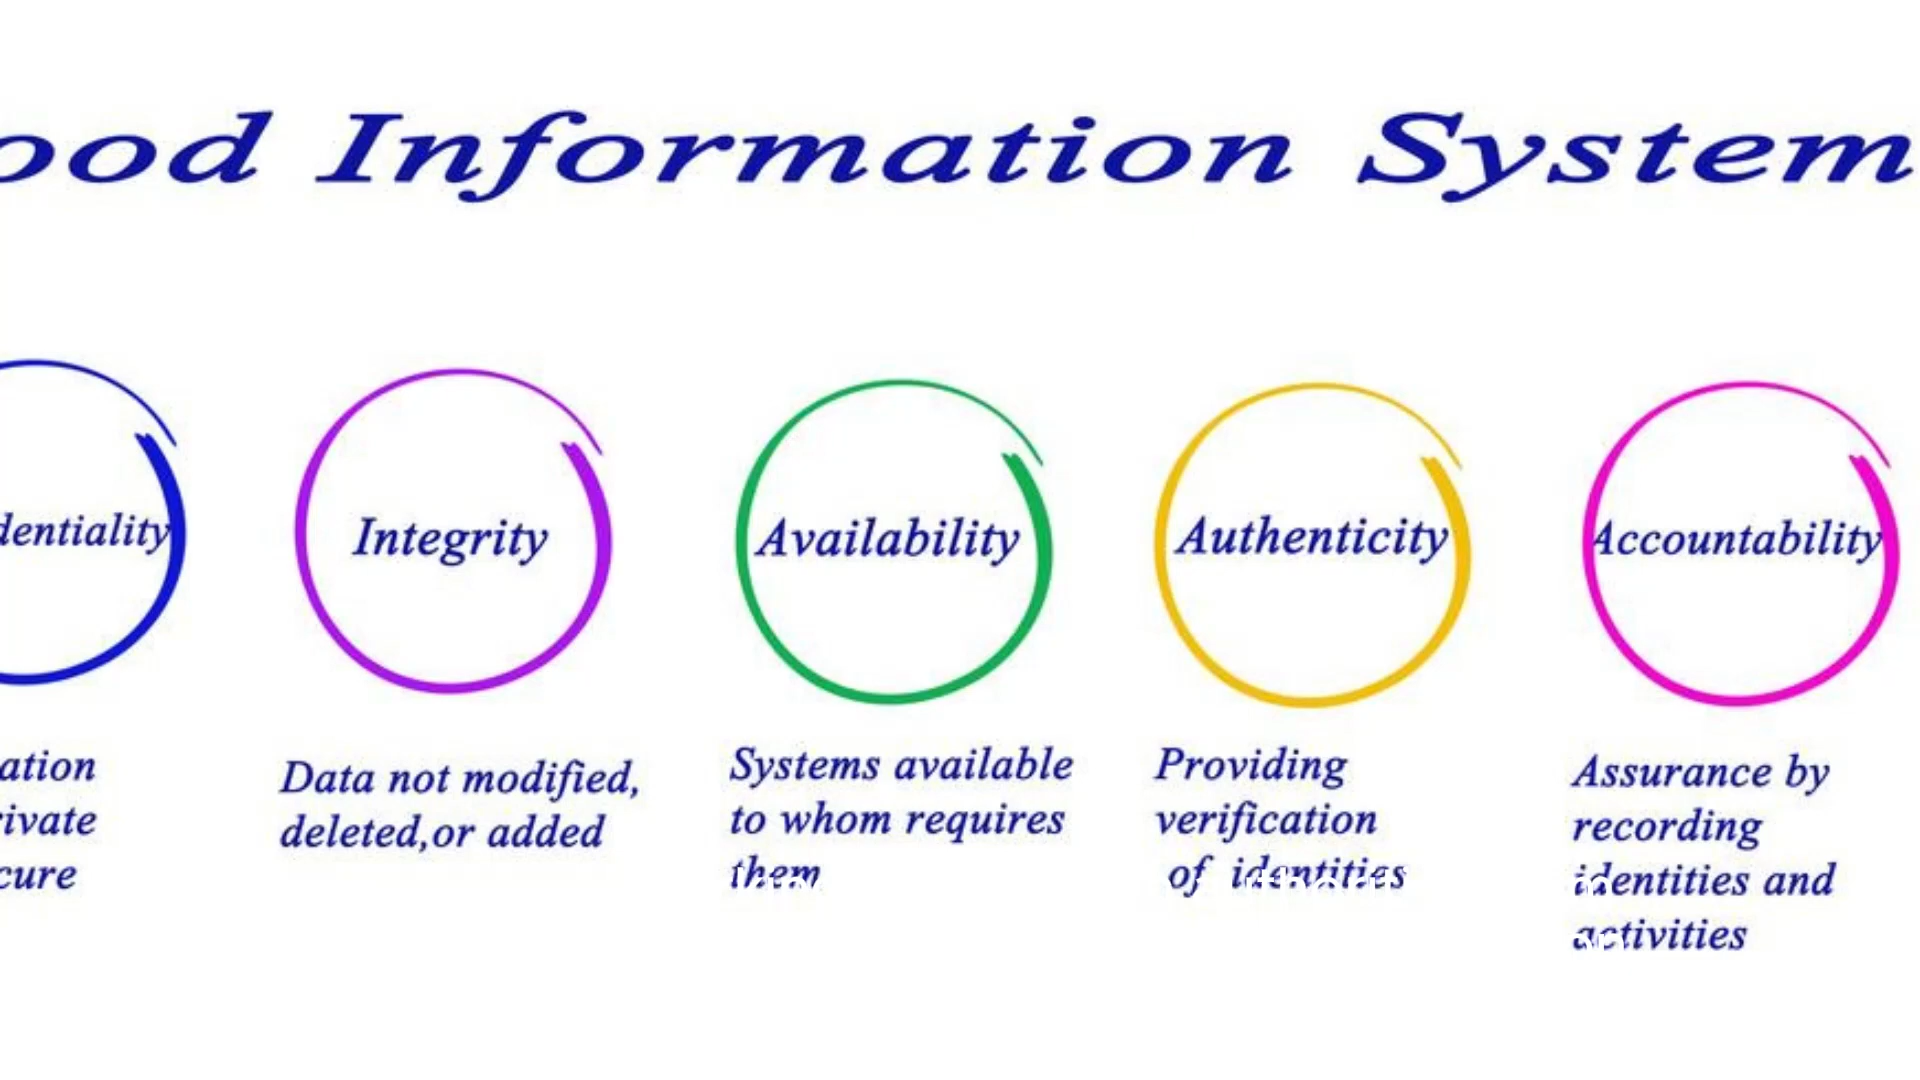 ood Information System
dentiality
Integrity
Availability
Authenticity
Accountability
ation
ivate
cure
Data not modified,
deleted,or added
Systems available
to whom requires
them
Providing
verification
of identities
Assurance by
recording
identities and
activities